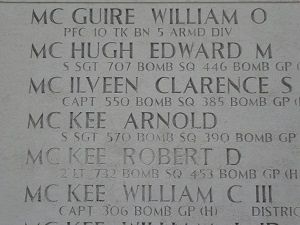 MC GUIRE WILLIAM O
PFC 10 TK BN 5 ARMD DIV
MC HUGH EDWARD M
S SGT 707 BOMB SQ 446 BOMB GP (
MC ILVEEN CLARENCE S
CAPT 550 BOMB SQ 385 BOMB GP (
MC KEE ARNOLD
S SGT 570 BOMB SQ 390 BOMB GP
MC KEE ROBERT D
2 LT 732 BOMB SQ 453 BOMB GP (H
MC KEE WILLIAM C III
CAPT 306 BOMB GP (H) DISTRIC